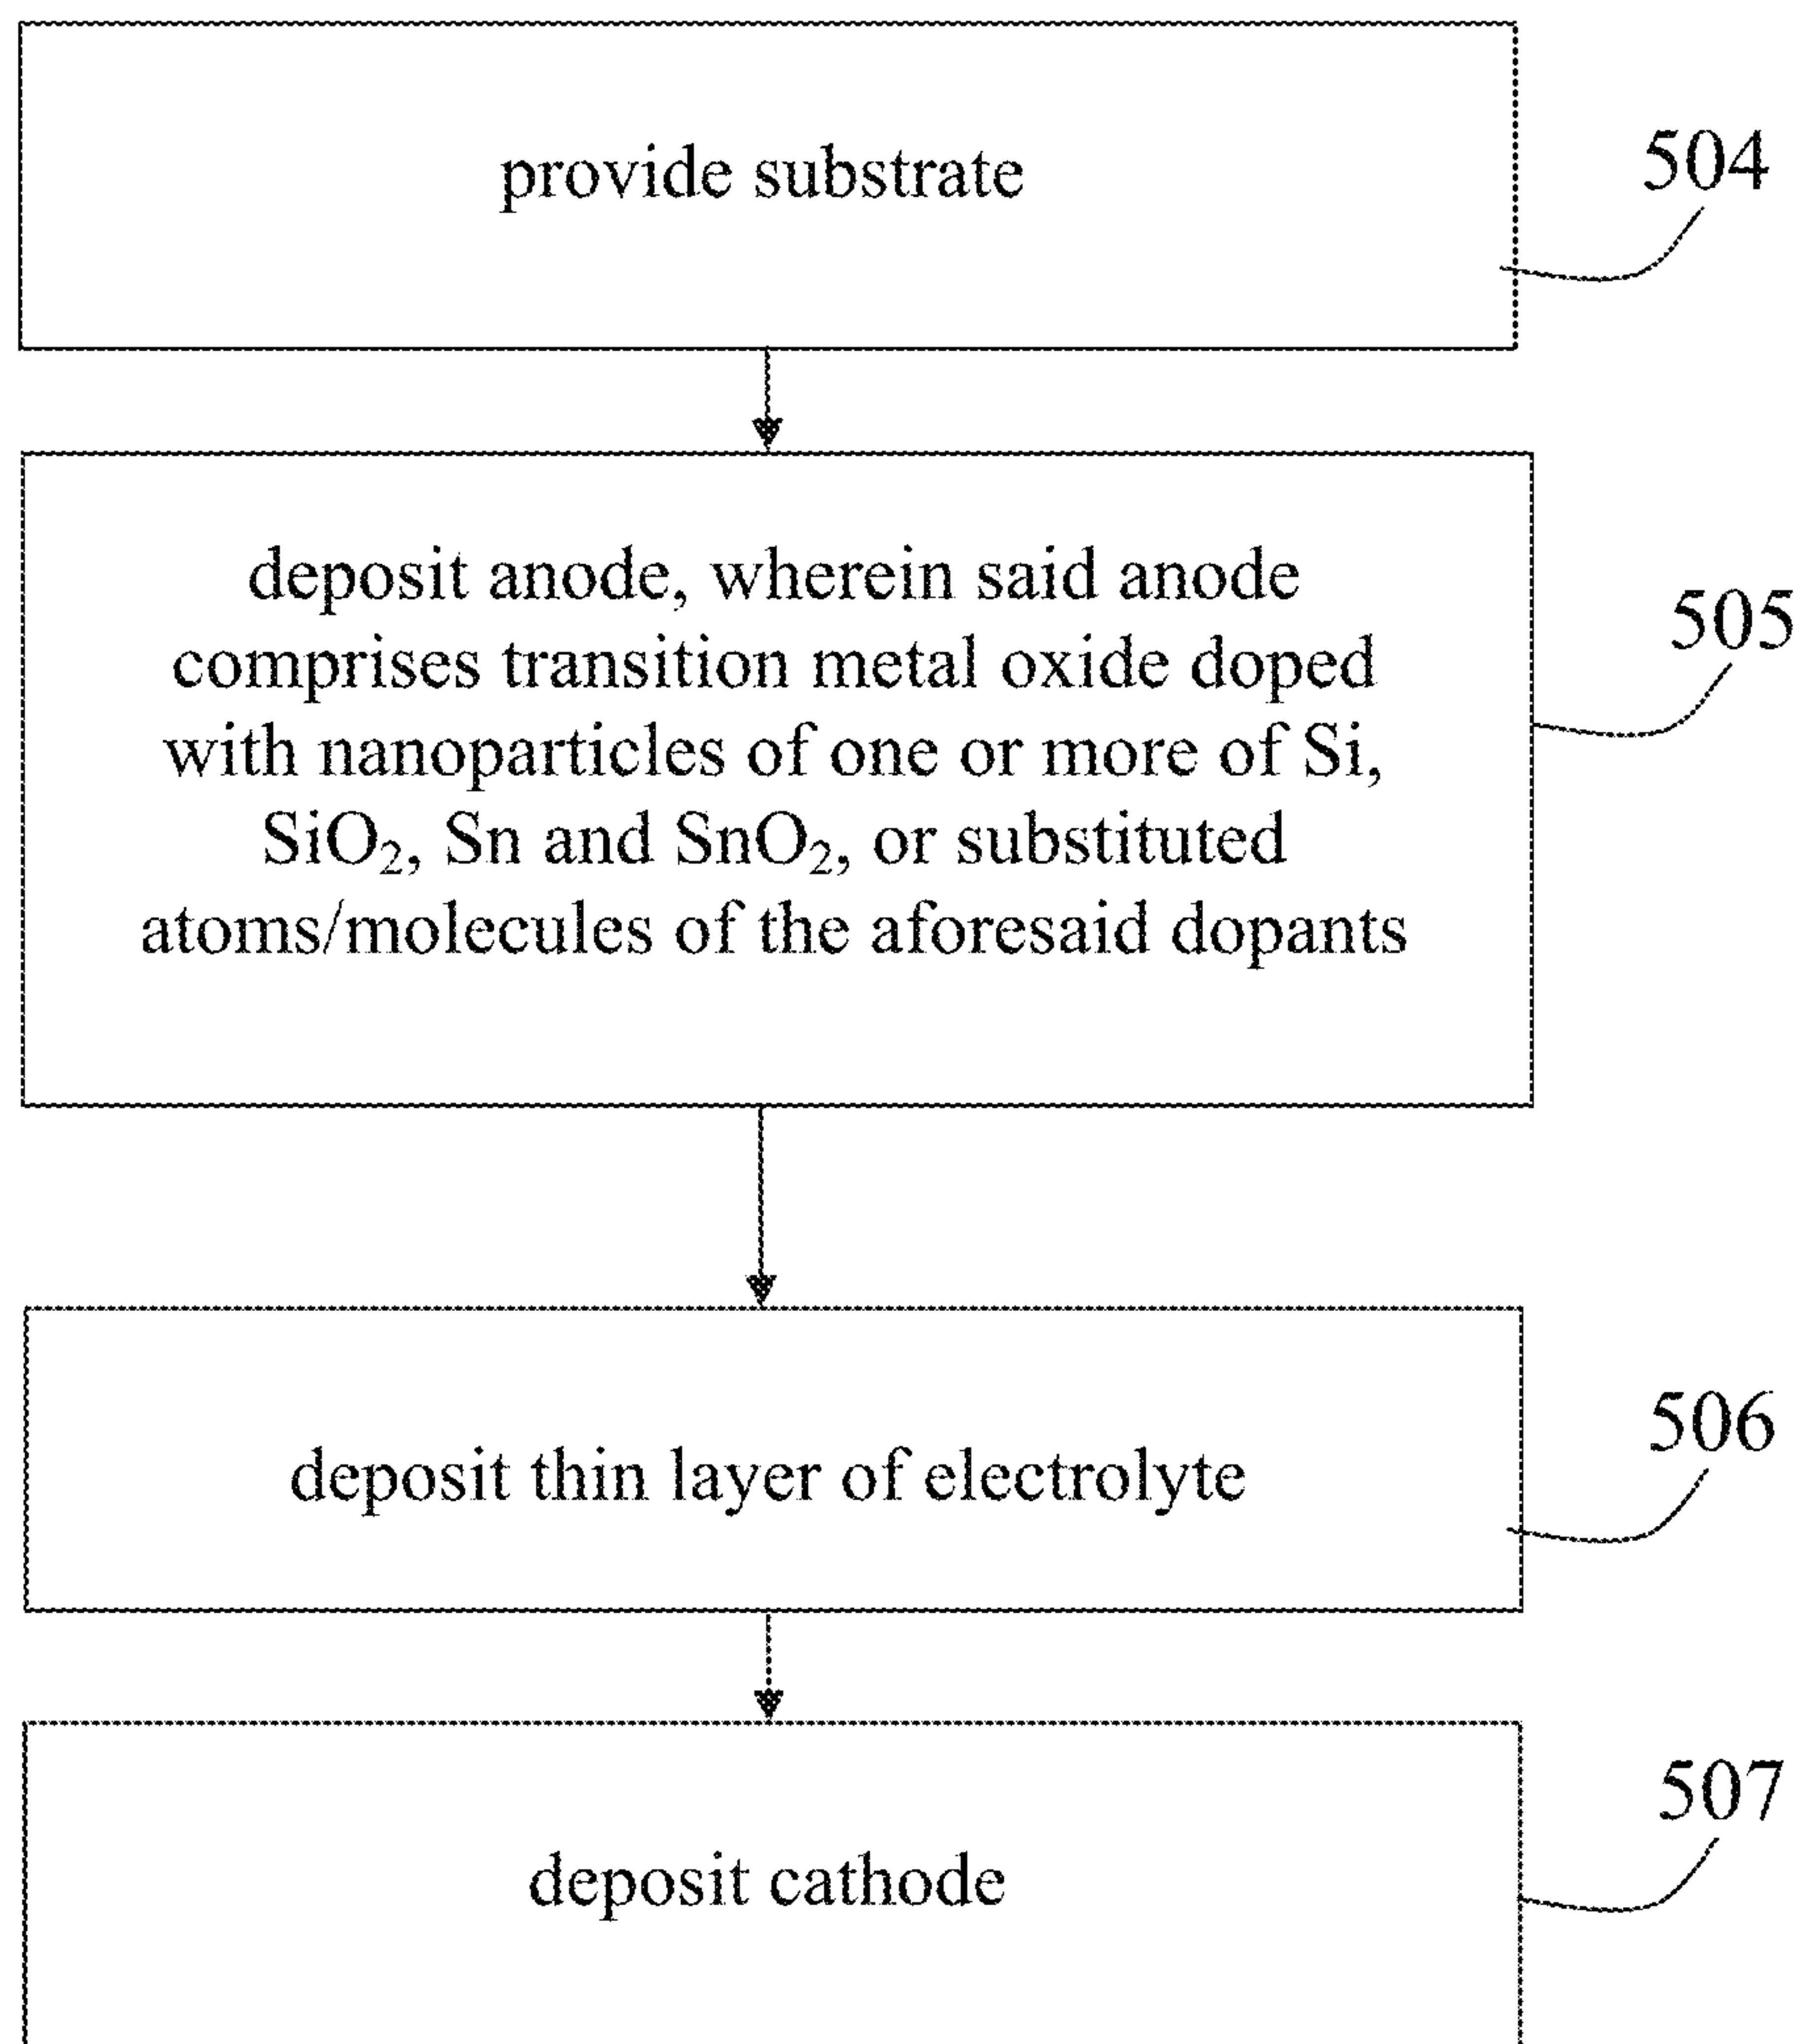 provide substrate
504
deposit anode, wherein said anode
comprises transition metal oxide doped
with nanoparticles of one or more of Si,
SiO₂, Sn and SnO₂, or substituted
atoms/molecules of the aforesaid dopants
505
deposit thin layer of electrolyte
506
deposit cathode
507